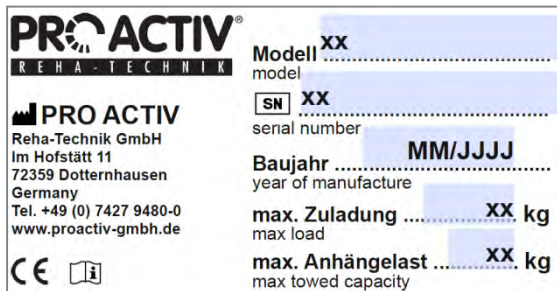 PROACTIV®
REHA-TECHNIK
PRO ACTIV
Reha-Technik GmbH
Im Hofstätt 11
72359 Dotternhausen
Germany
Tel. +49 (0) 7427 9480-0
www.proactiv-gmbh.de
CE
Modell xx
model
SN xx
serial number
Baujahr MM/JJJJ
year of manufacture
max. Zuladung .... xx kg
max load
max. Anhängelast ... xx kg
max towed capacity